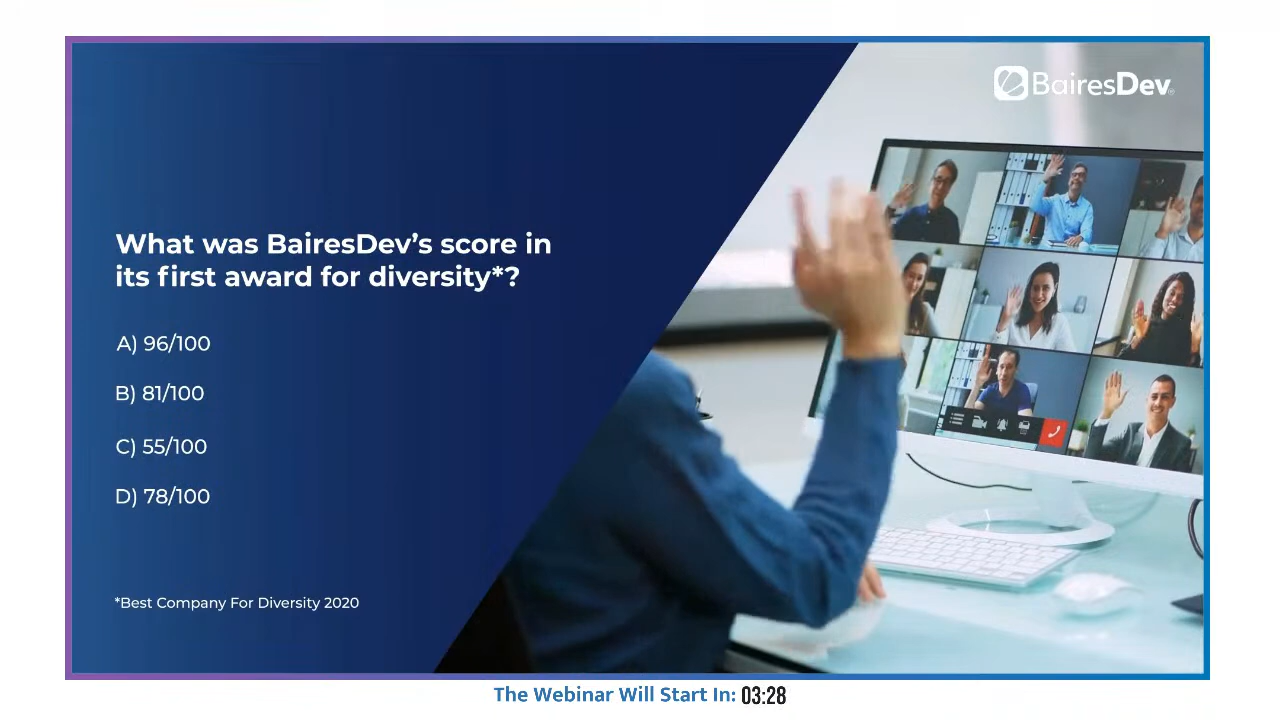 BairesDev
What was BairesDev's score in
its first award for diversity*?
A) 96/100
B) 81/100
C) 55/100
D) 78/100
*Best Company For Diversity 2020
The Webinar Will Start In: 03:28